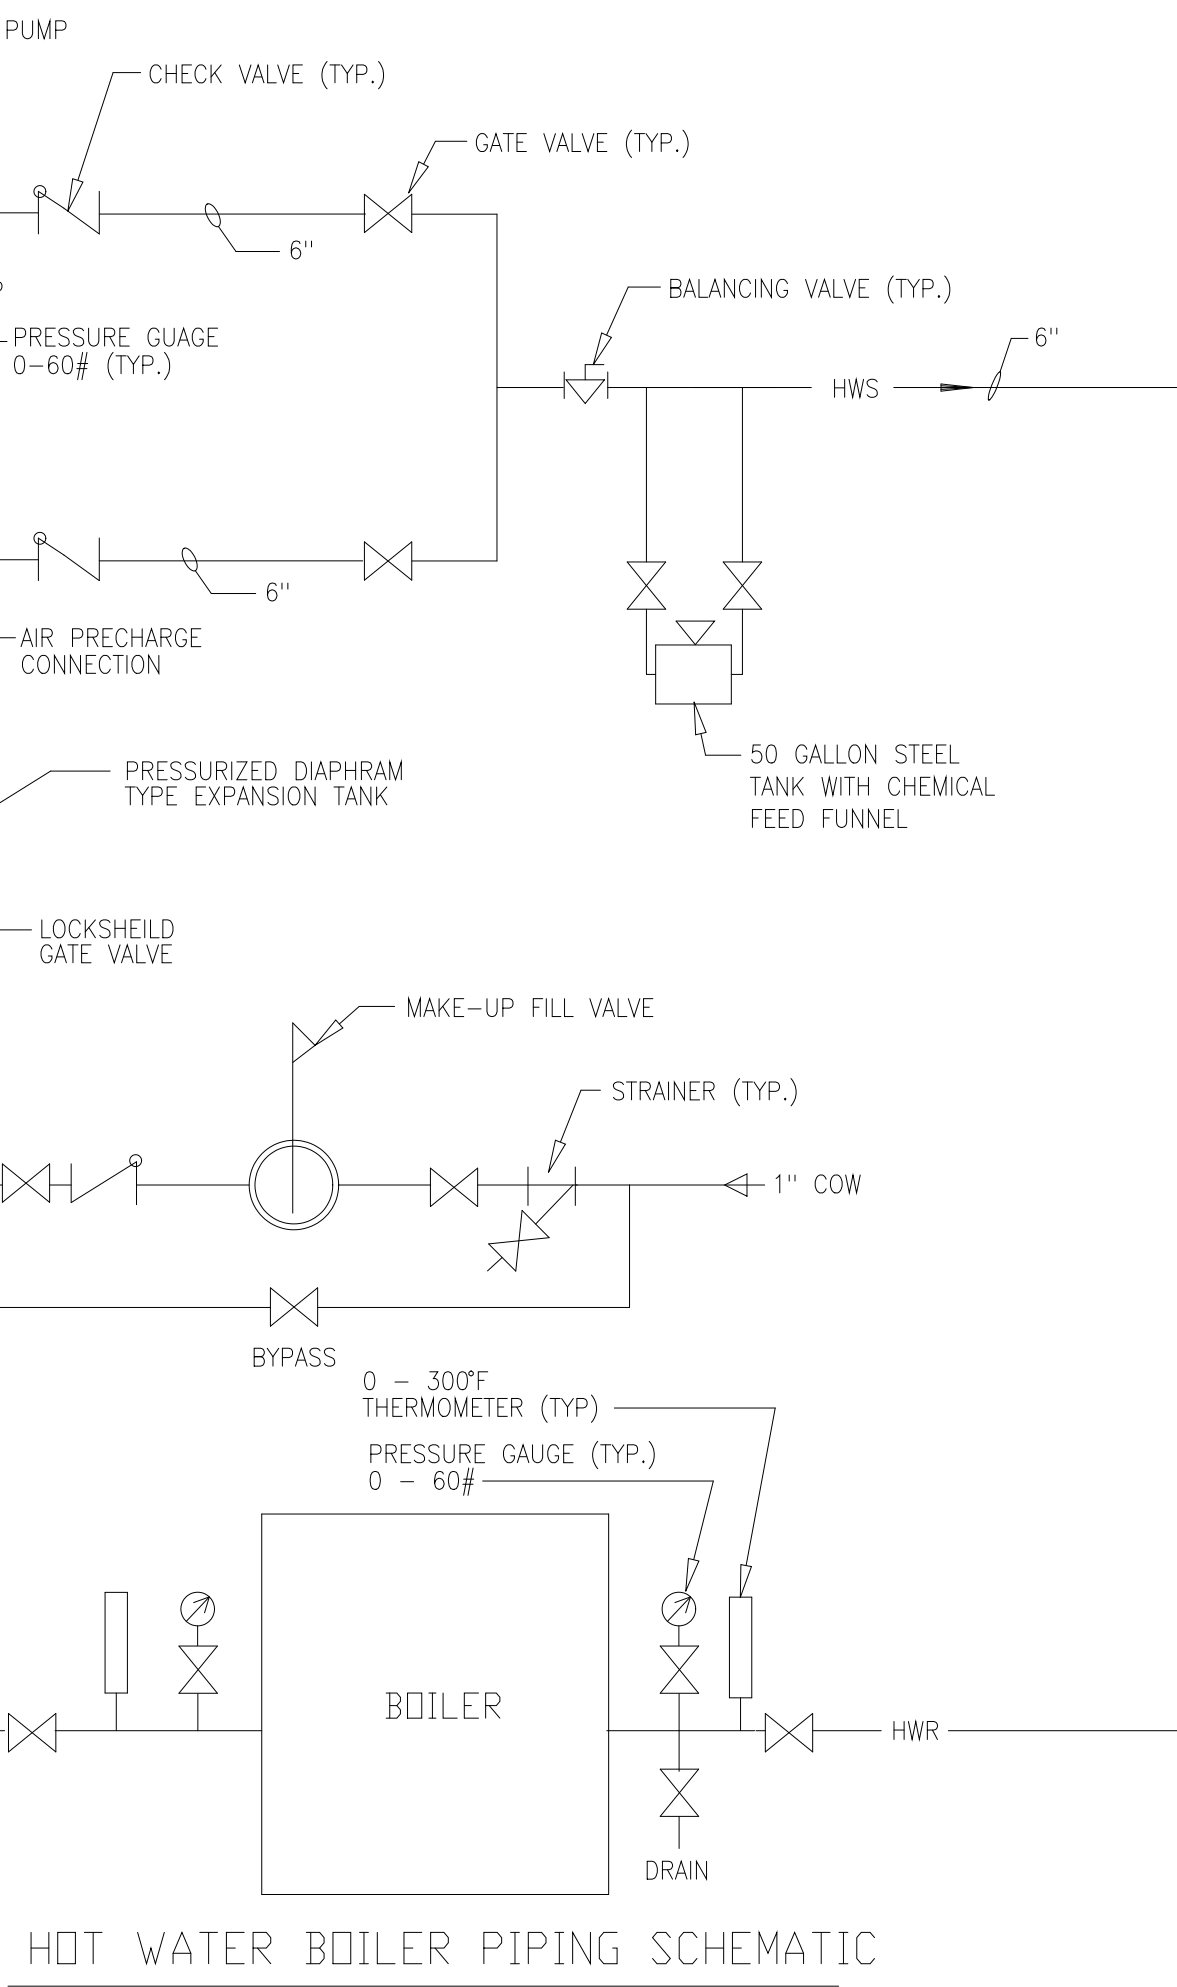 PUMP
CHECK VALVE (TYP.)
GATE VALVE (TYP.)
6"
BALANCING VALVE (TYP.)
PRESSURE GUAGE
0-60# (TYP.)
6"
HWS
6"
AIR PRECHARGE
CONNECTION
50 GALLON STEEL
TANK WITH CHEMICAL
FEED FUNNEL
PRESSURIZED DIAPHRAM
TYPE EXPANSION TANK
LOCKSHEILD
GATE VALVE
MAKE-UP FILL VALVE
STRAINER (TYP.)
1" COW
BYPASS
0 - 300°F
THERMOMETER (TYP)
PRESSURE GAUGE (TYP.)
0 - 60#
BOILER
HWR
DRAIN
HOT WATER BOILER PIPING SCHEMATIC